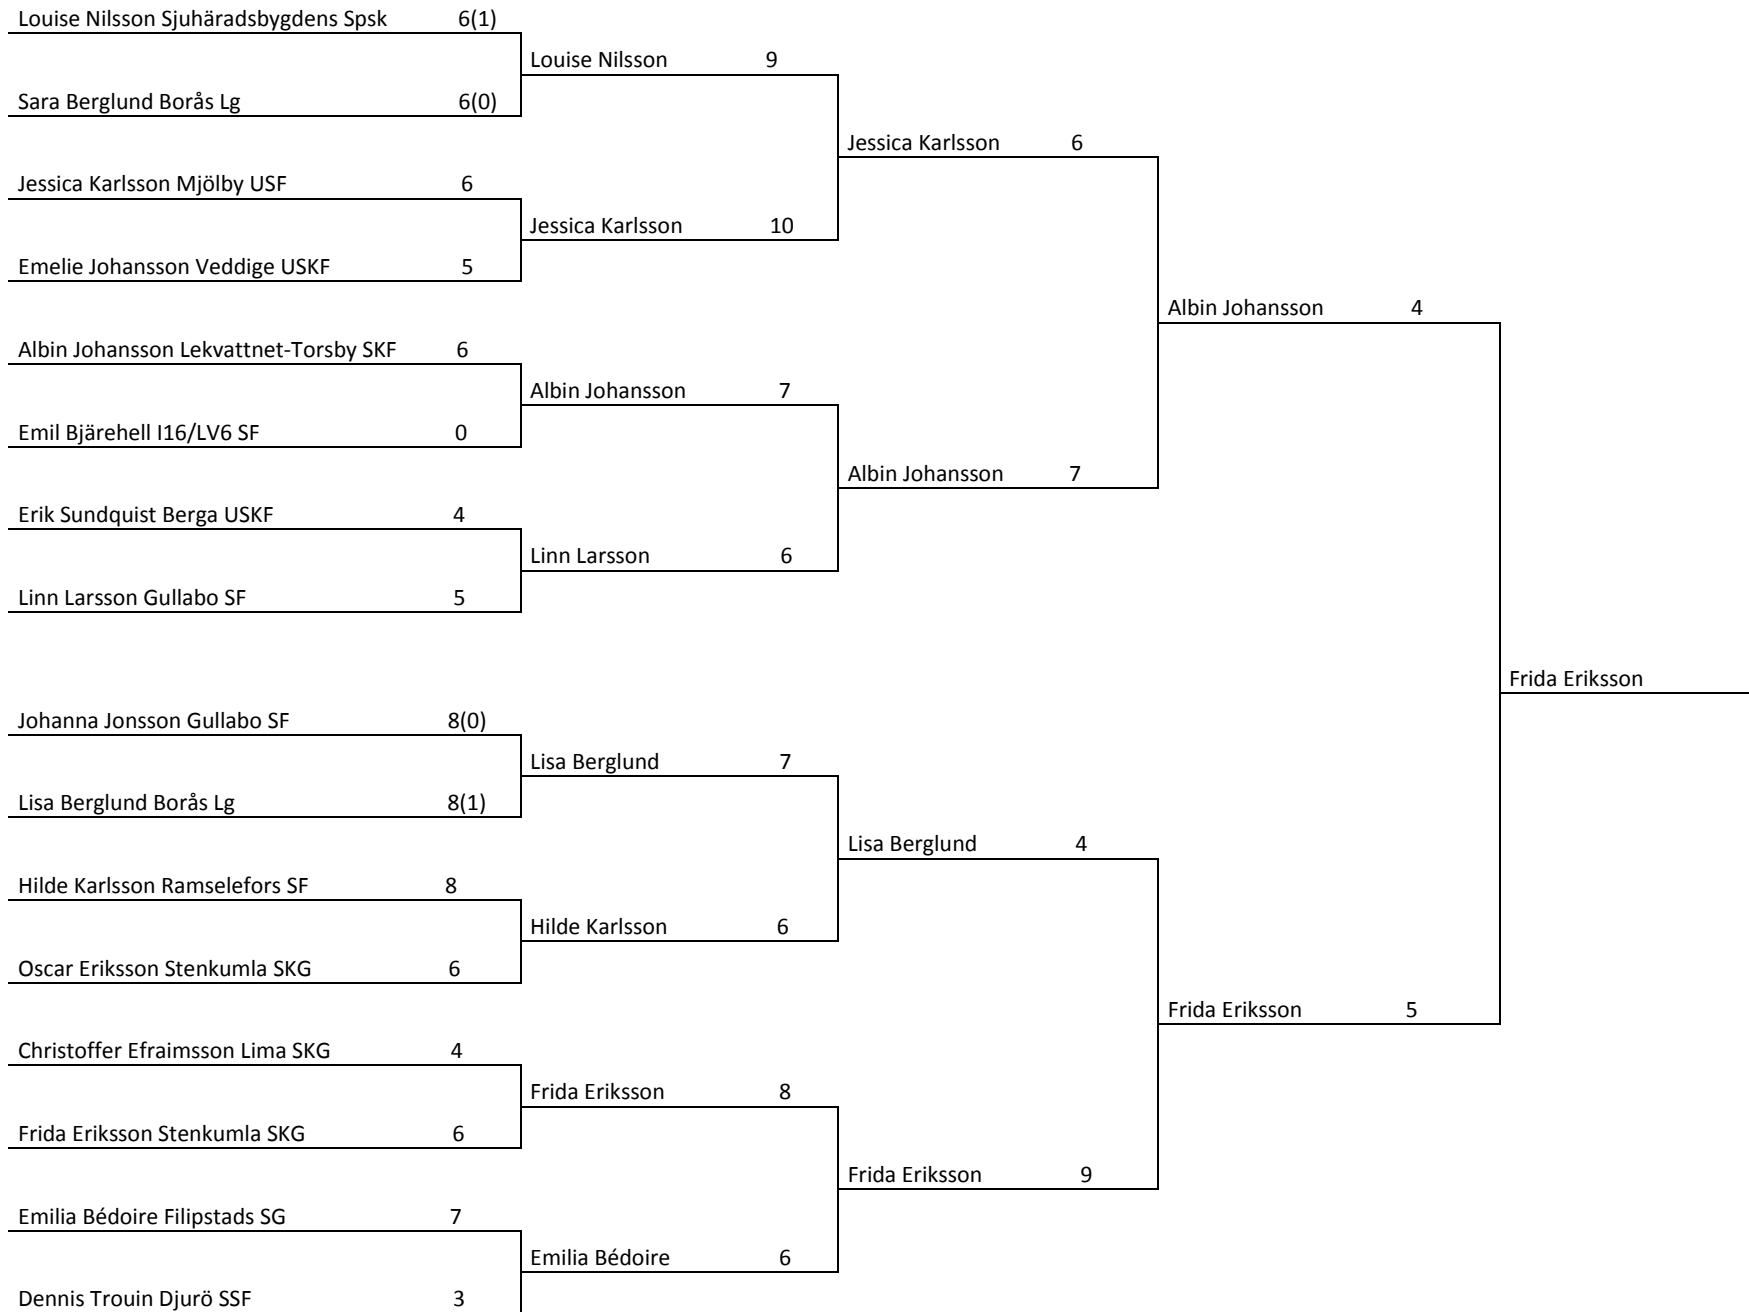 Louise Nilsson Sjuhäradsbygdens Spsk 6(1)
Louise Nilsson 9
Sara Berglund Borås Lg 6(0)
Jessica Karlsson 6
Jessica Karlsson Mjölby USF 6
Jessica Karlsson 10
Emelie Johansson Veddige USKF 5
Albin Johansson 4
Albin Johansson Lekvattnet-Torsby SKF 6
Albin Johansson 7
Emil Bjärehell I16/LV6 SF 0
Albin Johansson 7
Erik Sundquist Berga USKF 4
Linn Larsson 6
Linn Larsson Gullabo SF 5
Frida Eriksson
Johanna Jonsson Gullabo SF 8(0)
Lisa Berglund 7
Lisa Berglund Borås Lg 8(1)
Lisa Berglund 4
Hilde Karlsson Ramselefors SF 8
Hilde Karlsson 6
Oscar Eriksson Stenkumla SKG 6
Frida Eriksson 5
Christoffer Efraimsson Lima SKG 4
Frida Eriksson 8
Frida Eriksson Stenkumla SKG 6
Frida Eriksson 9
Emilia Bédoire Filipstads SG 7
Emilia Bédoire 6
Dennis Trouin Djurö SSF 3